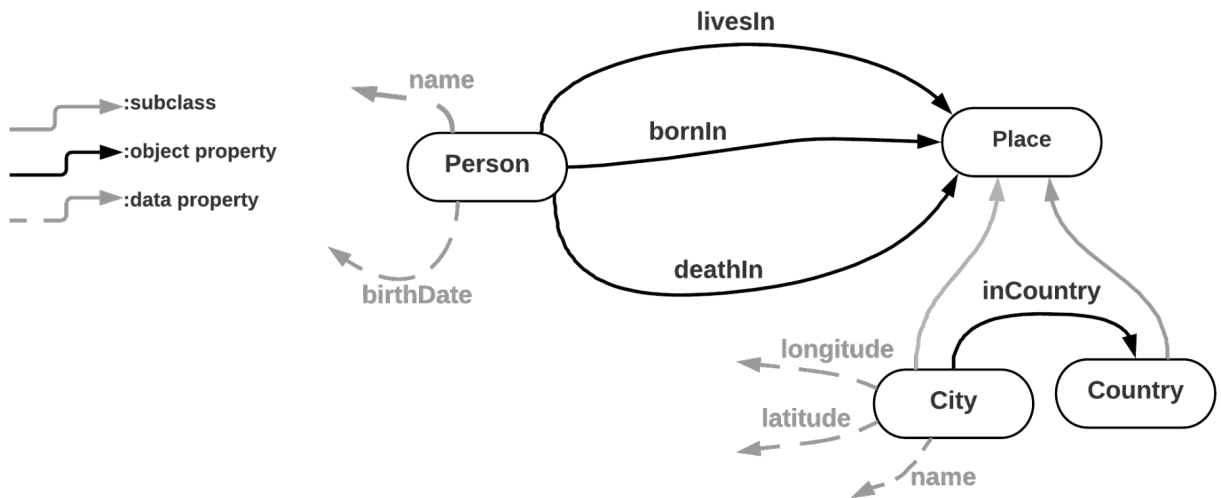 livesIn
name
:subclass
bornIn
Place
:object property
Person
:data property
deathIn
birthDate
inCountry
longitude
City
Country
latitude
name